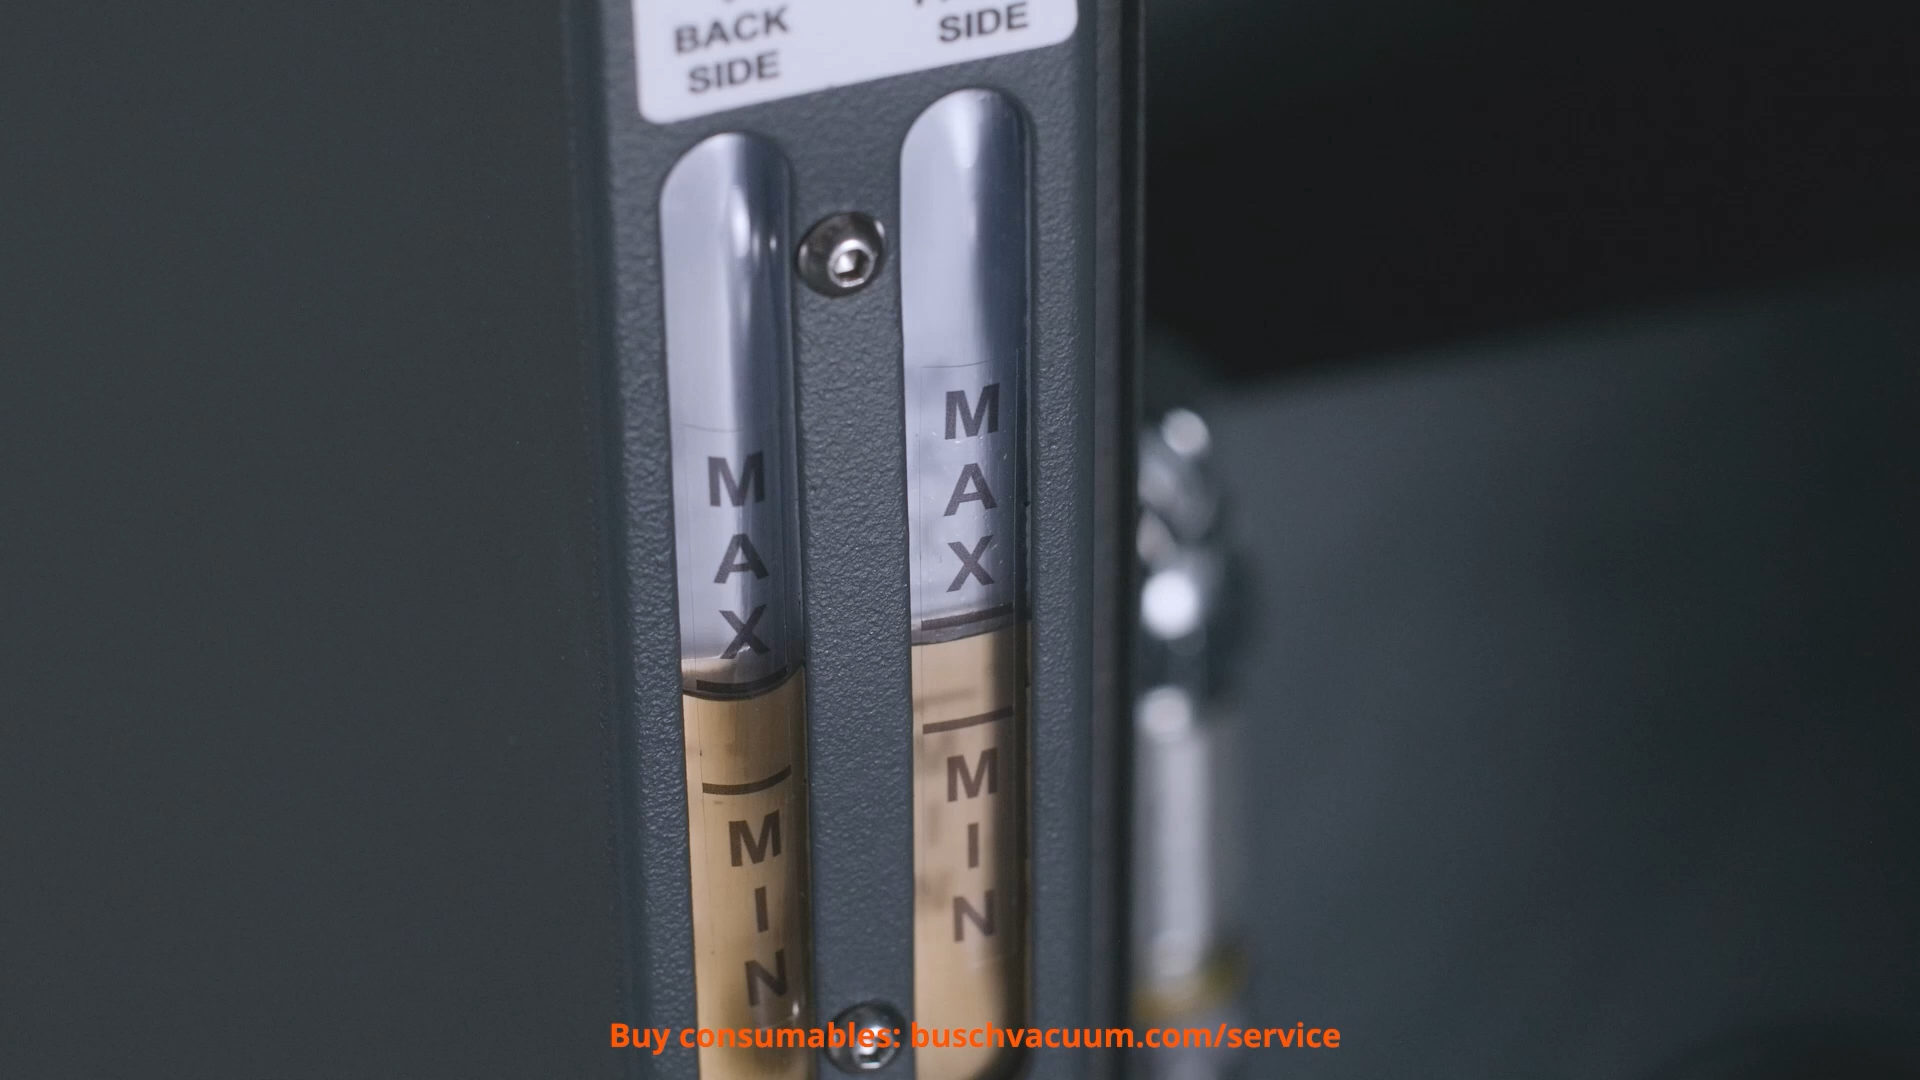 BACK
SIDE
SIDE
MAX
MIN
MAX
MIN
Buy consumables: buschvacuum.com/service